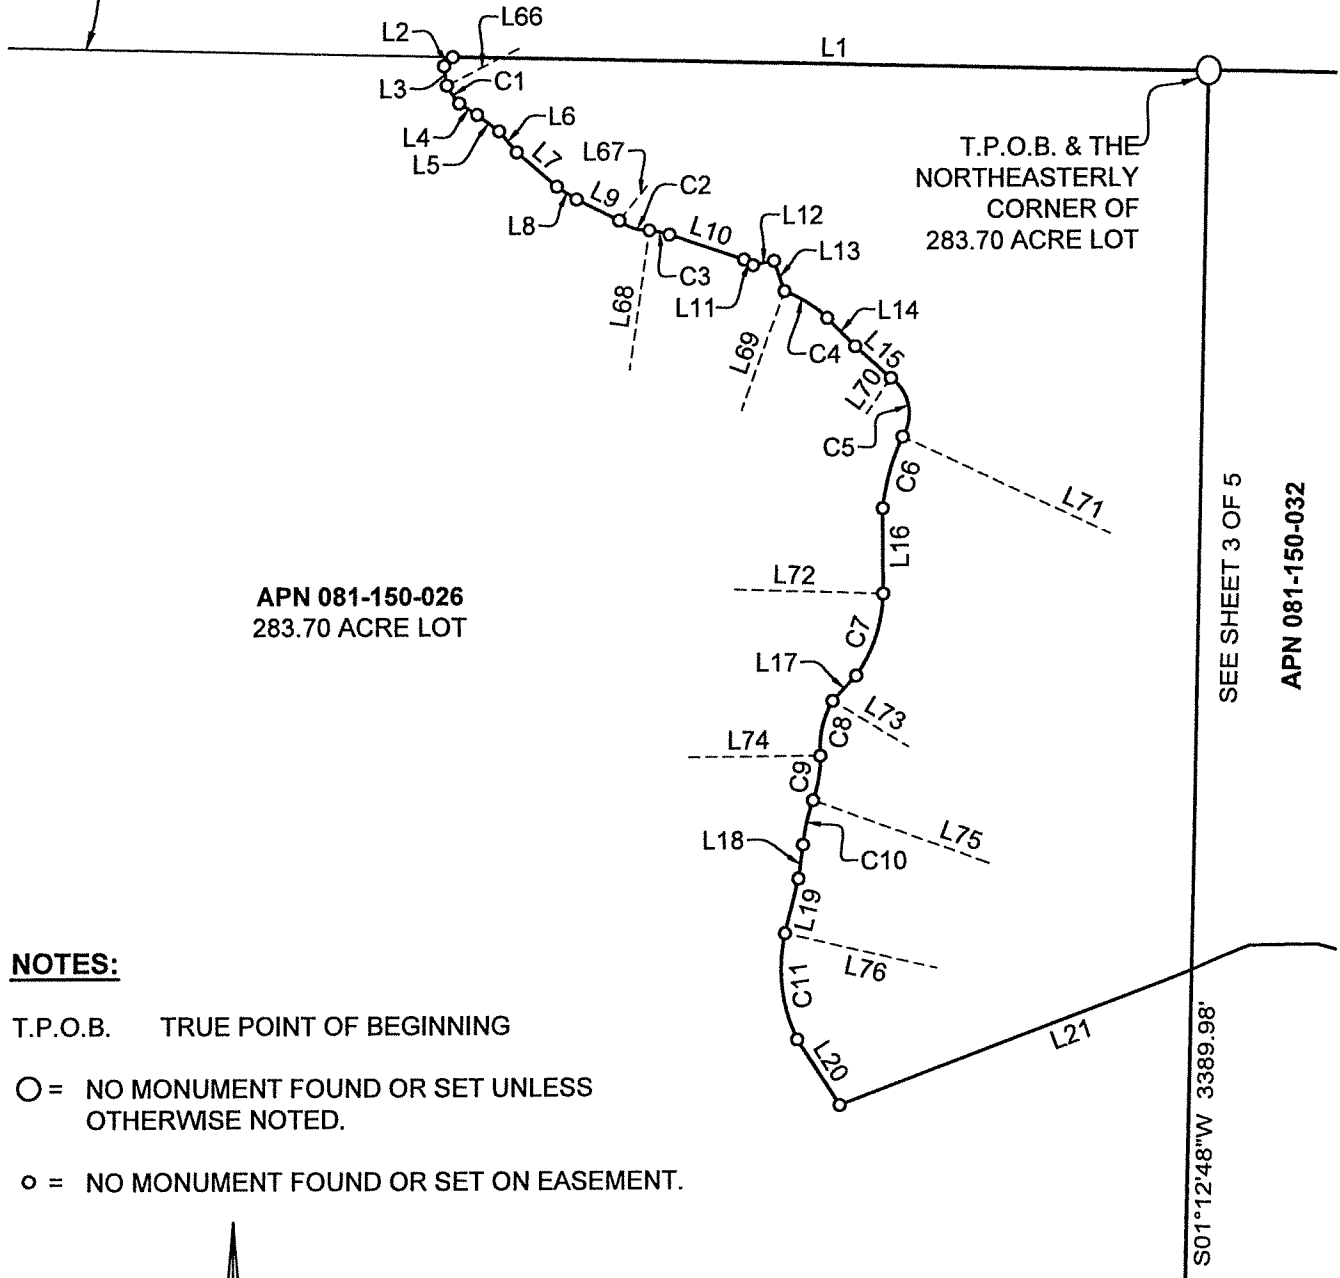 L66
L2
L1
L3
C1
L4
L6
L5
L7
L67
T.P.O.B. & THE
NORTHEASTERLY
CORNER OF
283.70 ACRE LOT
L9
C2
L8
L10
L12
C3
L13
L11
L68
L69
L14
C4
L15
L70
C5
C6
L71
L16
SEE SHEET 3 OF 5
APN 081-150-032
L72
APN 081-150-026
283.70 ACRE LOT
C7
L17
L73
C8
L74
C9
L75
L18
C10
L19
L76
C11
L20
L21
S01°12'48"W 3389.98'
NOTES:
T.P.O.B. TRUE POINT OF BEGINNING
= NO MONUMENT FOUND OR SET UNLESS
OTHERWISE NOTED.
= NO MONUMENT FOUND OR SET ON EASEMENT.